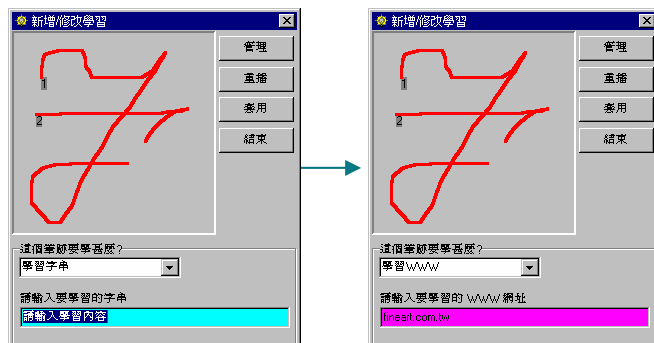 新增/修改學習
管理
重播
套用
結束
1
2
這個筆跡要學甚麼?
學習字串
請輸入要學習的字串
請輸入學習內容
新增/修改學習
管理
重播
套用
結束
1
2
這個筆跡要學甚麼?
學習WWW
請輸入要學習的 WWW 網址
fineart.com.tw